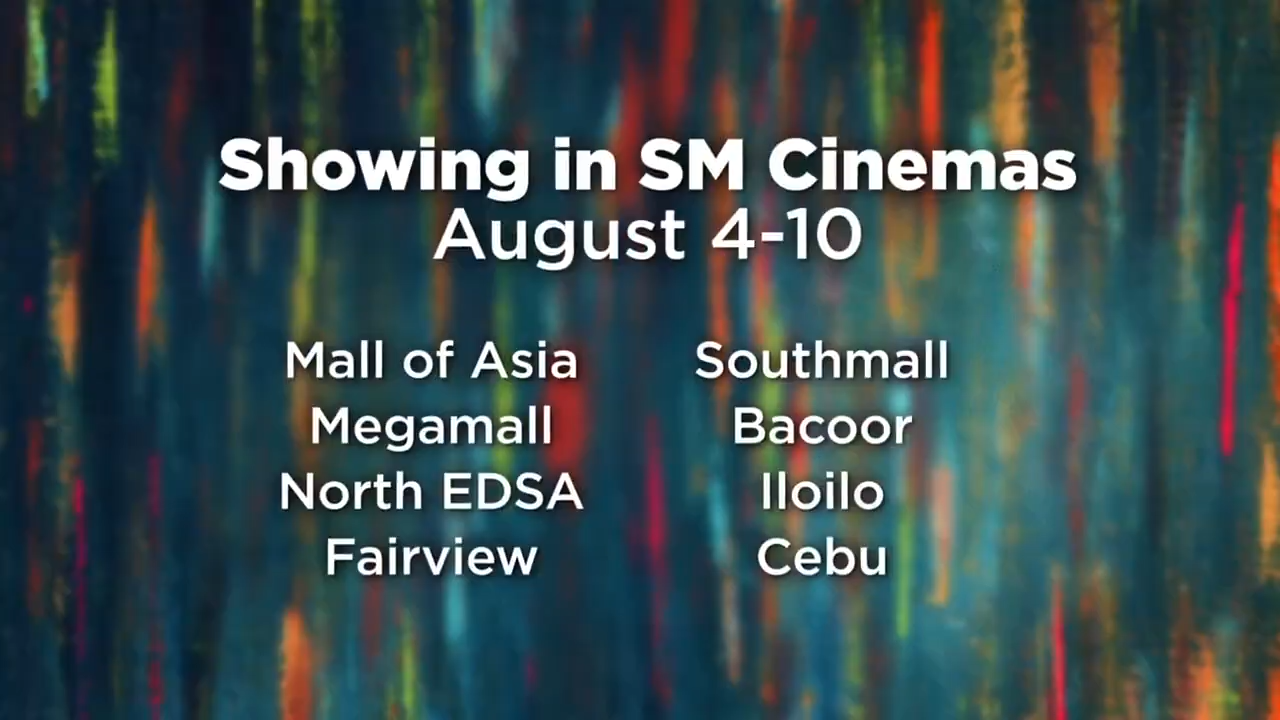 Showing in SM Cinemas
August 4-10
Mall of Asia
Megamall
North EDSA
Fairview
Southmall
Bacoor
Iloilo
Cebu